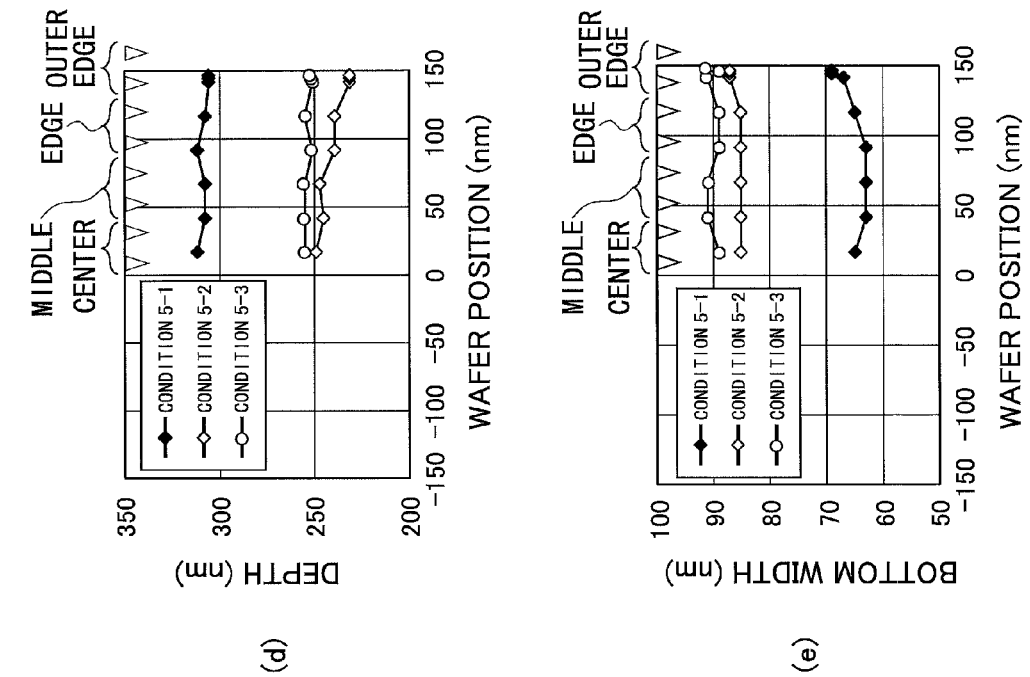 (d)
MIDDLE
CENTER
EDGE
OUTER
EDGE
DEPTH (nm)
350
300
250
200
CONDITION 5-1
CONDITION 5-2
CONDITION 5-3
-150 -100 -50 0 50 100 150
WAFER POSITION (nm)
(e)
MIDDLE
CENTER
EDGE
OUTER
EDGE
BOTTOM WIDTH (nm)
100
90
80
70
60
50
CONDITION 5-1
CONDITION 5-2
CONDITION 5-3
-150 -100 -50 0 50 100 150
WAFER POSITION (nm)